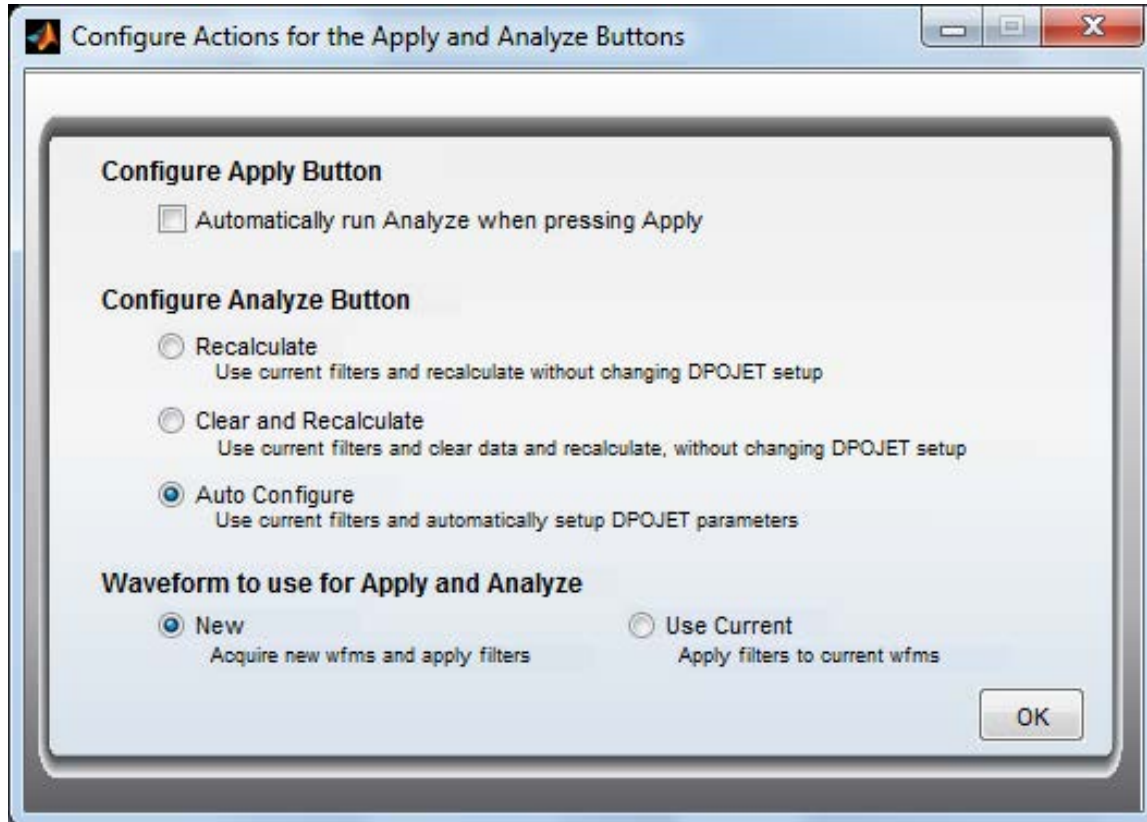 Configure Actions for the Apply and Analyze Buttons
Configure Apply Button
Automatically run Analyze when pressing Apply
Configure Analyze Button
Recalculate
Use current filters and recalculate without changing DPOJET setup
Clear and Recalculate
Use current filters and clear data and recalculate, without changing DPOJET setup
Auto Configure
Use current filters and automatically setup DPOJET parameters
Waveform to use for Apply and Analyze
New
Acquire new wfms and apply filters
Use Current
Apply filters to current wfms
OK